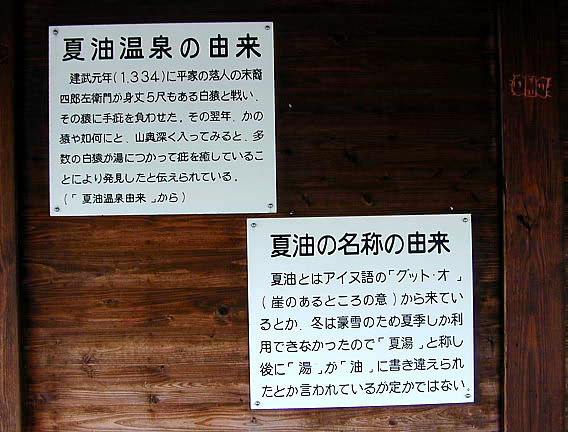 夏油温泉の由来
建武元年(1,334)に平家の落人の末裔
四郎左衛門が身丈5尺もある白猿と戦い、
その猿に手疵を負わせた。その翌年、かの
猿や如何にと、山奥深く入ってみると、多
数の白猿が湯につかって疵を癒しているこ
とにより発見したと伝えられている。
(「夏油温泉由来」から)
夏油の名称の由来
夏油とはアイヌ語の「グット・オ」
(崖のあるところの意)から来てい
るとか、冬は豪雪のため夏季しか利
用できなかったので「夏湯」と称し
後に「湯」が「油」に書き違えられ
たとか言われているが定かではない。